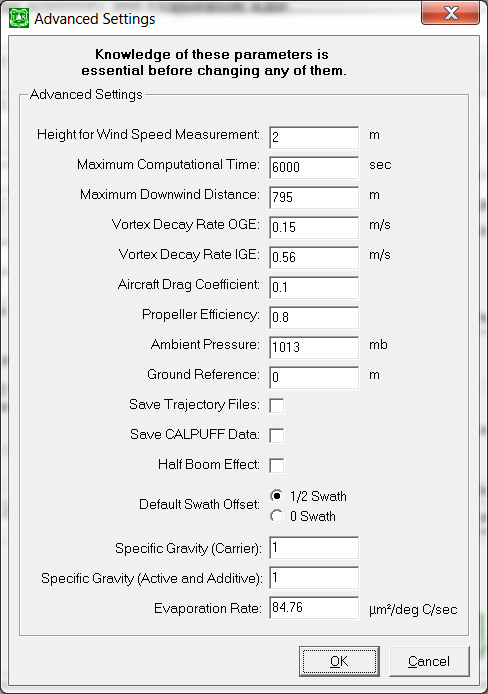 Advanced Settings
Knowledge of these parameters is
essential before changing any of them.
Advanced Settings
Height for Wind Speed Measurement: 2 m
Maximum Computational Time: 6000 sec
Maximum Downwind Distance: 795 m
Vortex Decay Rate OGE: 0.15 m/s
Vortex Decay Rate IGE: 0.56 m/s
Aircraft Drag Coefficient: 0.1
Propeller Efficiency: 0.8
Ambient Pressure: 1013 mb
Ground Reference: 0 m
Save Trajectory Files:
Save CALPUFF Data:
Half Boom Effect:
Default Swath Offset: 1/2 Swath
0 Swath
Specific Gravity (Carrier): 1
Specific Gravity (Active and Additive): 1
Evaporation Rate: 84.76 µm²/deg C/sec
OK Cancel